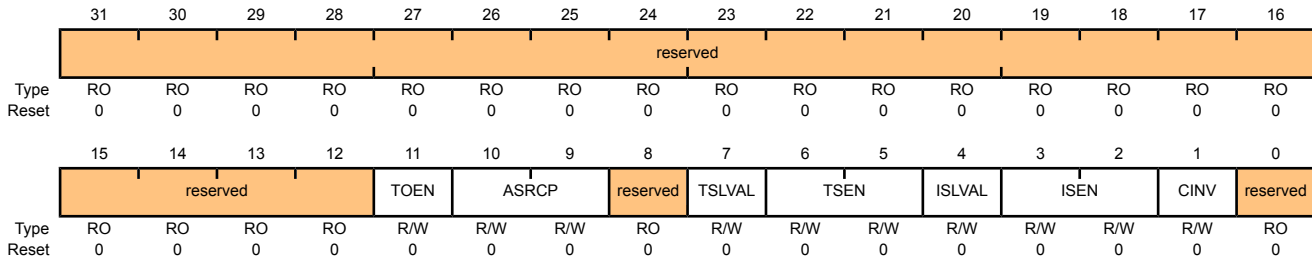 31 30 29 28 27 26 25 24 23 22 21 20 19 18 17 16
reserved
Type RO RO RO RO RO RO RO RO RO RO RO RO RO RO RO RO
Reset 0 0 0 0 0 0 0 0 0 0 0 0 0 0 0 0
15 14 13 12 11 10 9 8 7 6 5 4 3 2 1 0
reserved TOEN ASRCP reserved TSLVAL TSEN ISLVAL ISEN CINV reserved
Type RO RO RO RO R/W R/W R/W RO R/W R/W R/W R/W R/W R/W R/W RO
Reset 0 0 0 0 0 0 0 0 0 0 0 0 0 0 0 0